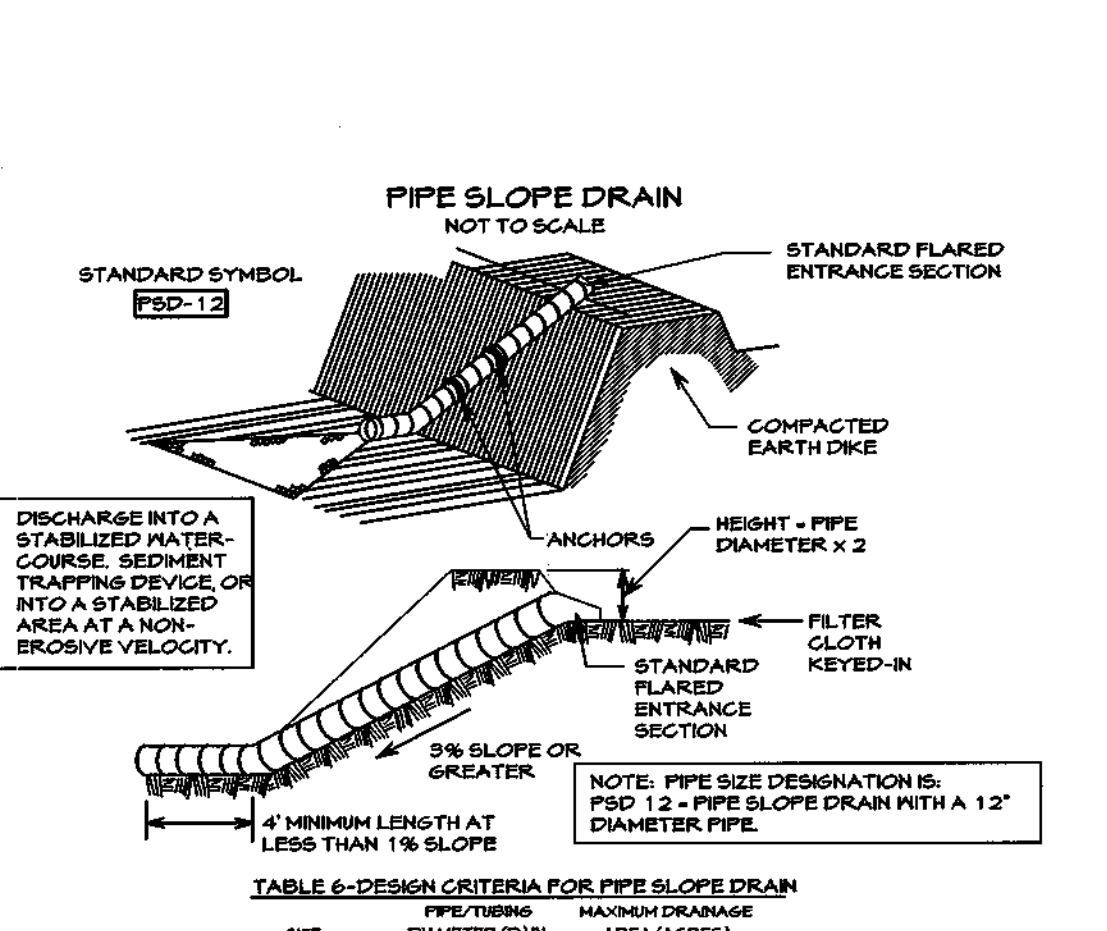 PIPE SLOPE DRAIN
NOT TO SCALE
STANDARD SYMBOL
PSD-12
STANDARD FLARED
ENTRANCE SECTION
COMPACTED
EARTH DIKE
DISCHARGE INTO A
STABILIZED WATER-
COURSE, SEDIMENT
TRAPPING DEVICE, OR
INTO A STABILIZED
AREA AT A NON-
EROSIVE VELOCITY.
ANCHORS
HEIGHT = PIPE
DIAMETER x 2
FILTER
CLOTH
KEYED-IN
STANDARD
FLARED
ENTRANCE
SECTION
3% SLOPE OR
GREATER
NOTE: PIPE SIZE DESIGNATION IS:
PSD 12 = PIPE SLOPE DRAIN WITH A 12"
DIAMETER PIPE.
4' MINIMUM LENGTH AT
LESS THAN 1% SLOPE
TABLE 6-DESIGN CRITERIA FOR PIPE SLOPE DRAIN
PIPE/TUBING MAXIMUM DRAINAGE